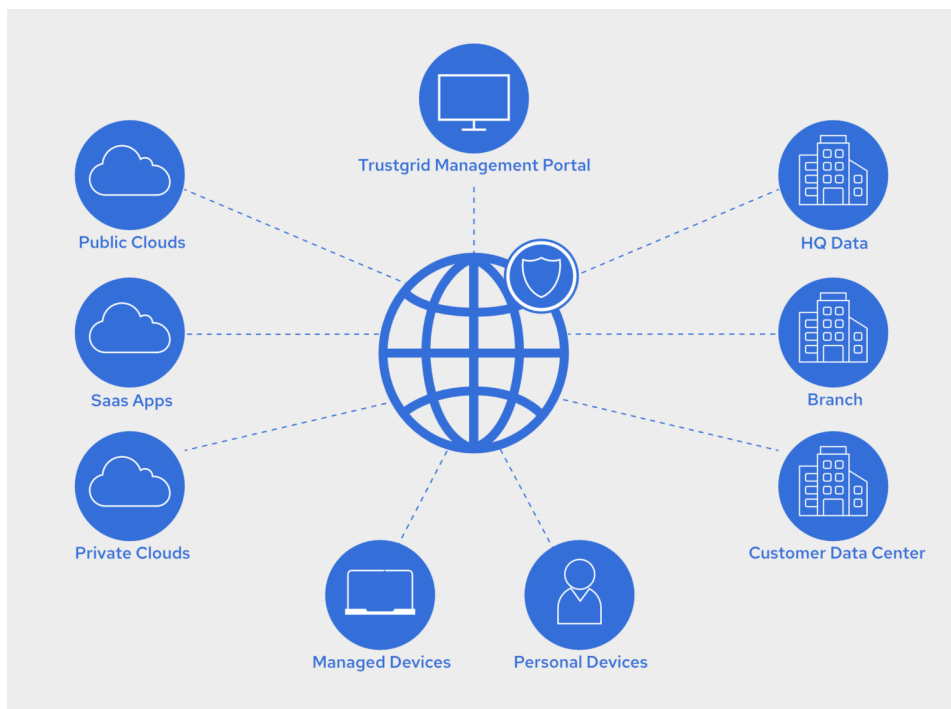 Trustgrid Management Portal
Public Clouds
HQ Data
Saas Apps
Branch
Private Clouds
Customer Data Center
Managed Devices
Personal Devices